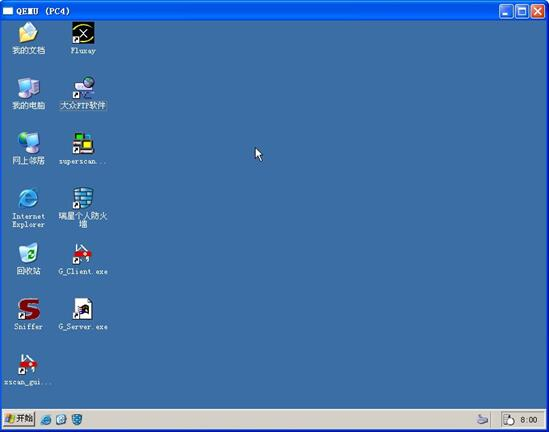 QEMU (PC4)
我的文档
Fluxay
我的电脑
大众FTP软件
网上邻居
superscan...
Internet
Explorer
瑞星个人防火
墙
回收站
G_Client.exe
Sniffer
G_Server.exe
xscan_gui...
开始
8:00